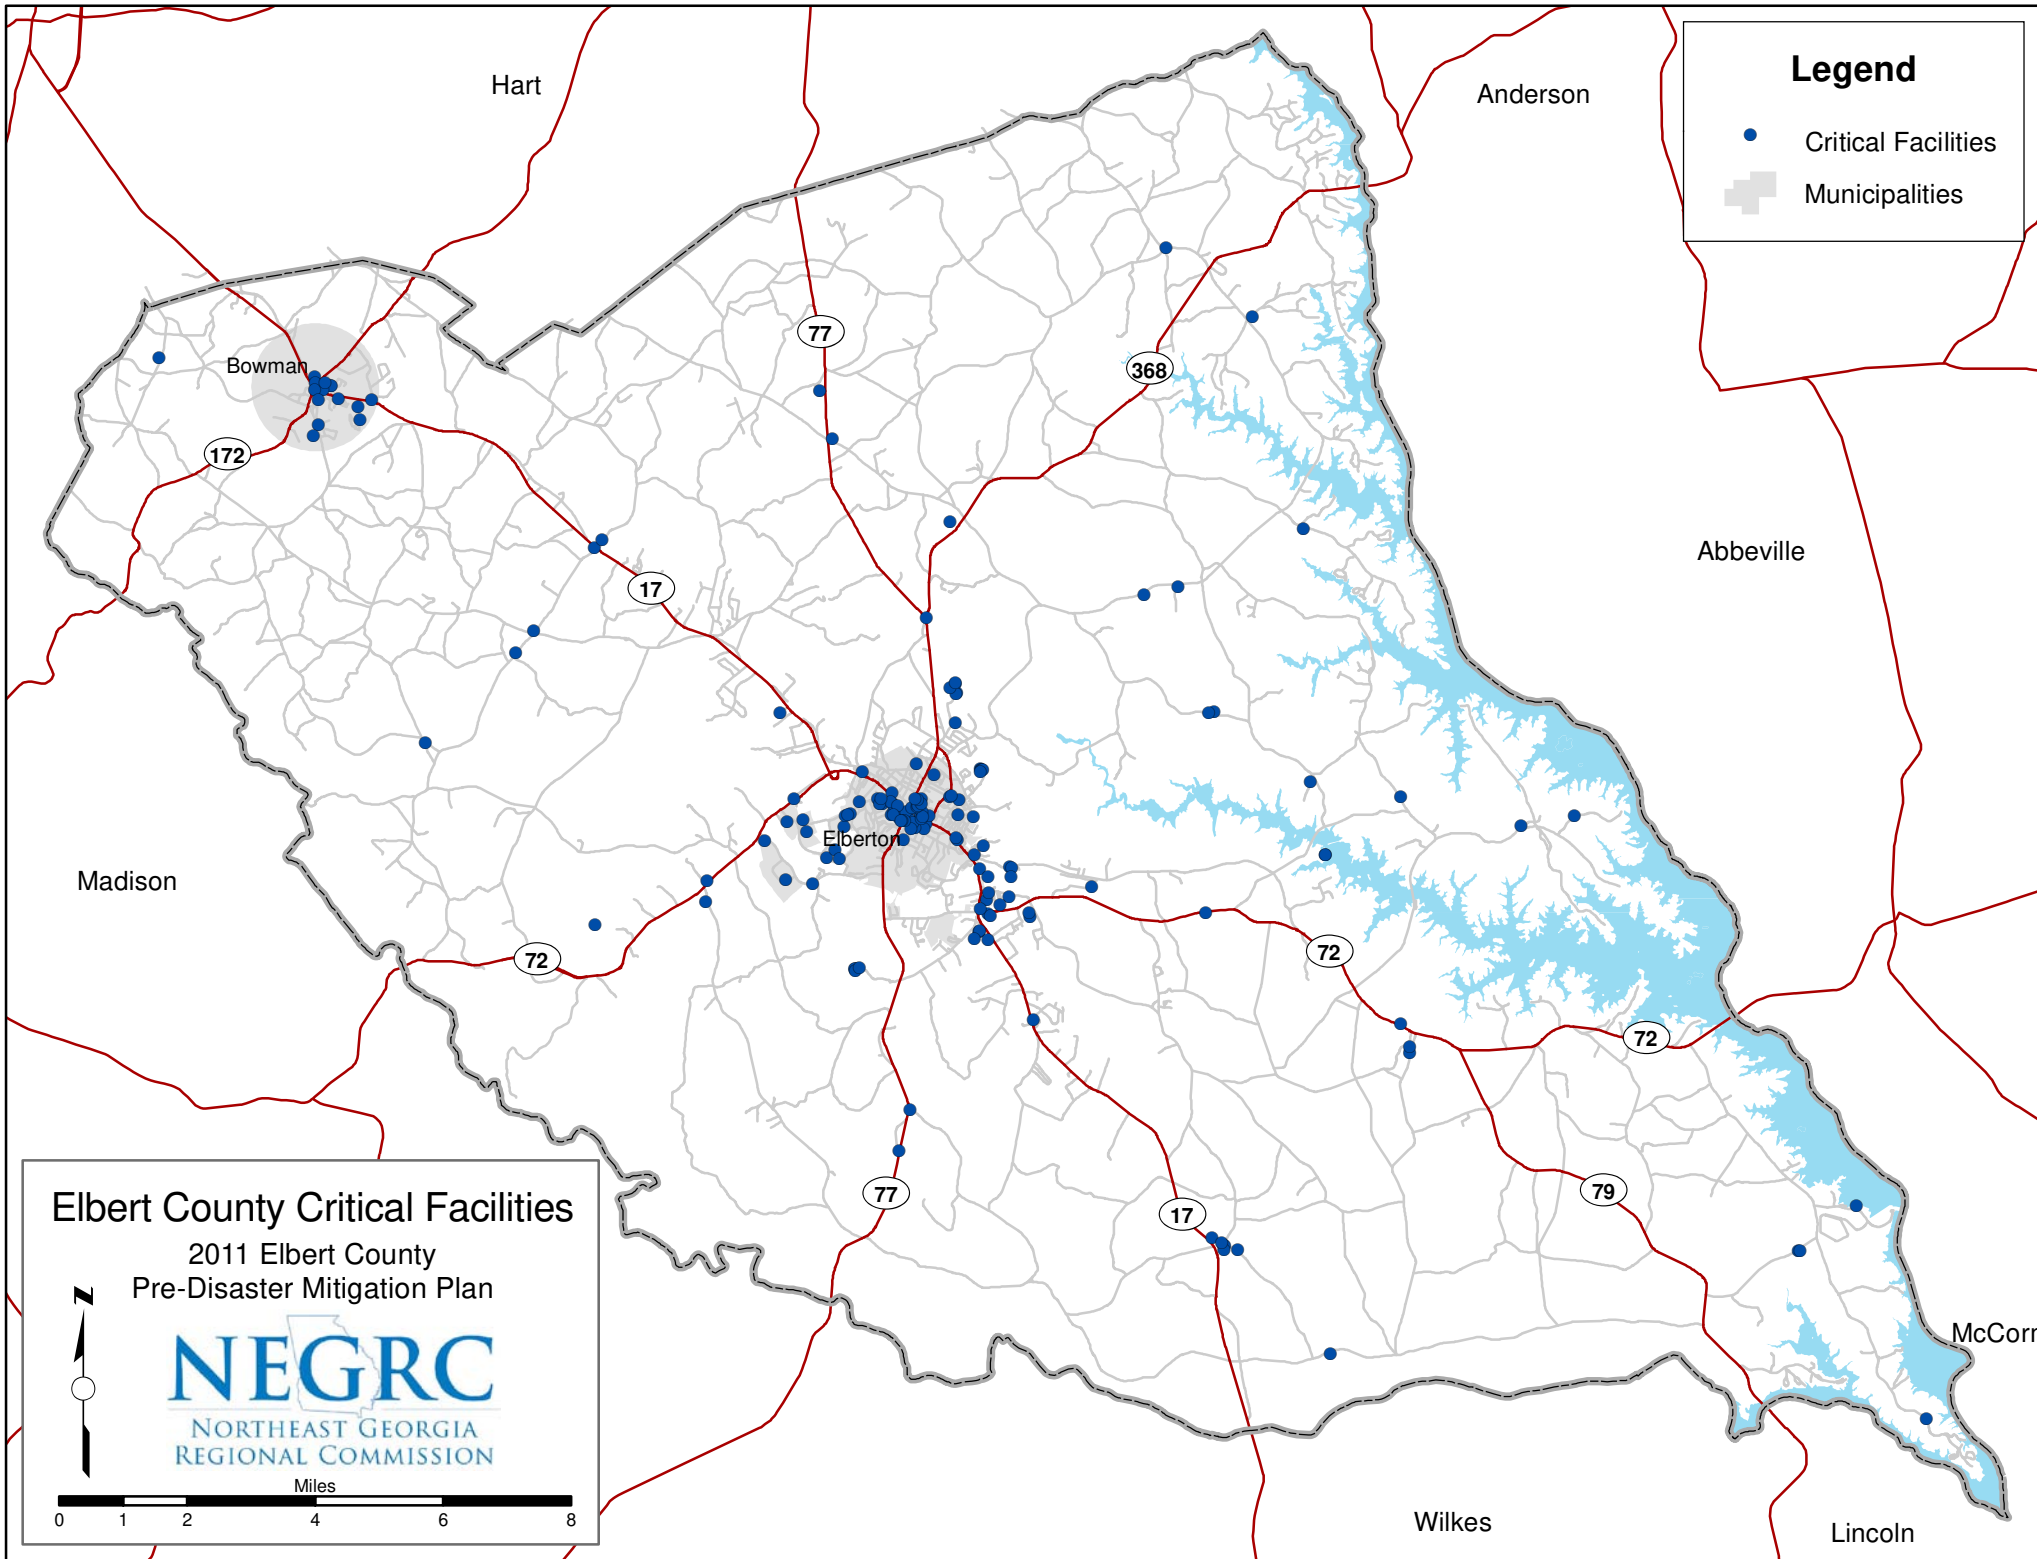 Hart
Anderson
Legend
Critical Facilities
Municipalities
77
368
Bowman
172
17
Abbeville
Elberton
Madison
72
72
72
77
17
79
McCorm
Wilkes
Lincoln
Elbert County Critical Facilities
2011 Elbert County
Pre-Disaster Mitigation Plan
N
NEGRC
NORTHEAST GEORGIA
REGIONAL COMMISSION
Miles
0 1 2 4 6 8